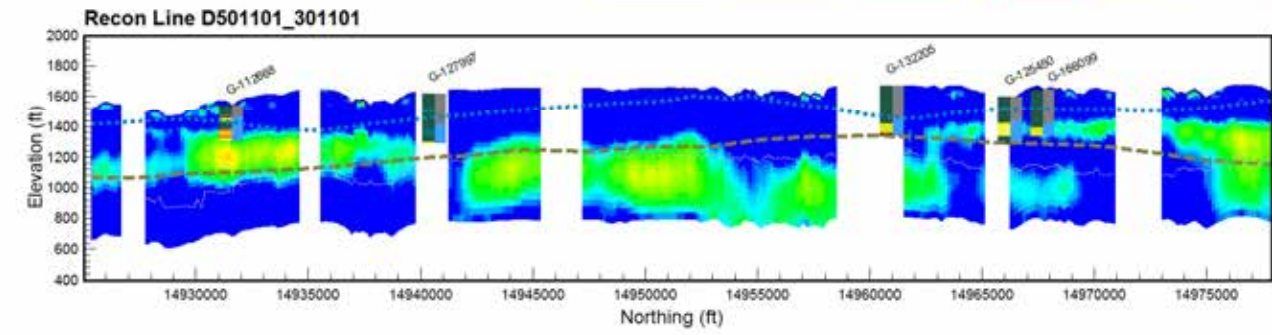 Recon Line D501101_301101
2000
1800
1600
1400
1200
1000
800
600
400
Elevation (ft)
G-112668
G-127997
G-132205
G-125480
G-166099
14930000 14935000 14940000 14945000 14950000 14955000 14960000 14965000 14970000 14975000
Northing (ft)